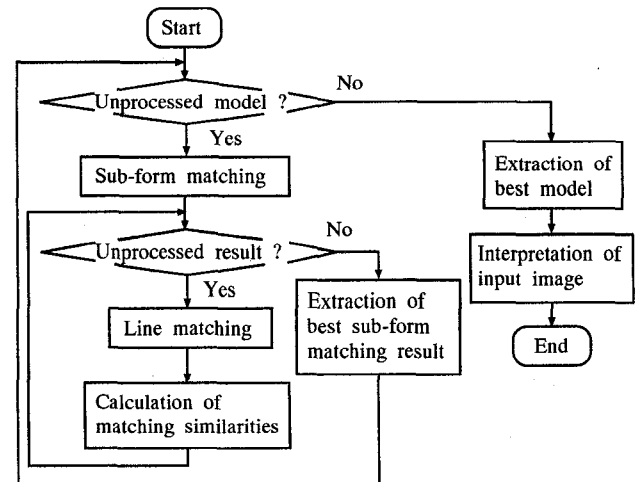 Start
Unprocessed model ?
No
Yes
Sub-form matching
Unprocessed result ?
No
Yes
Line matching
Calculation of
matching similarities
Extraction of
best sub-form
matching result
Extraction of
best model
Interpretation of
input image
End